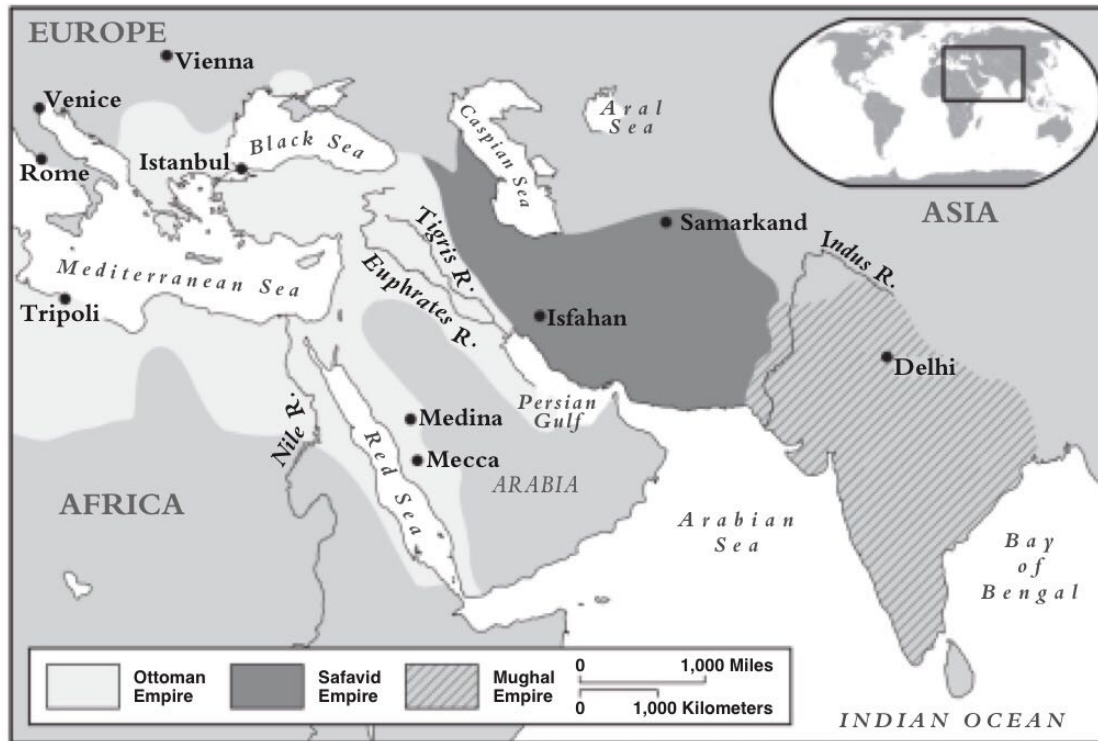 EUROPE
Vienna
Venice
Rome
Istanbul
Black Sea
Caspian Sea
Aral
Sea
ASIA
Samarkand
Indus R.
Tigris R.
Euphrates R.
Mediterranean Sea
Tripoli
Isfahan
Delhi
Persian
Gulf
Nile R.
Medina
Mecca
Red Sea
ARABIA
AFRICA
Arabian
Sea
Bay
of
Bengal
Ottoman
Empire
Safavid
Empire
Mughal
Empire
0 1,000 Miles
0 1,000 Kilometers
INDIAN OCEAN